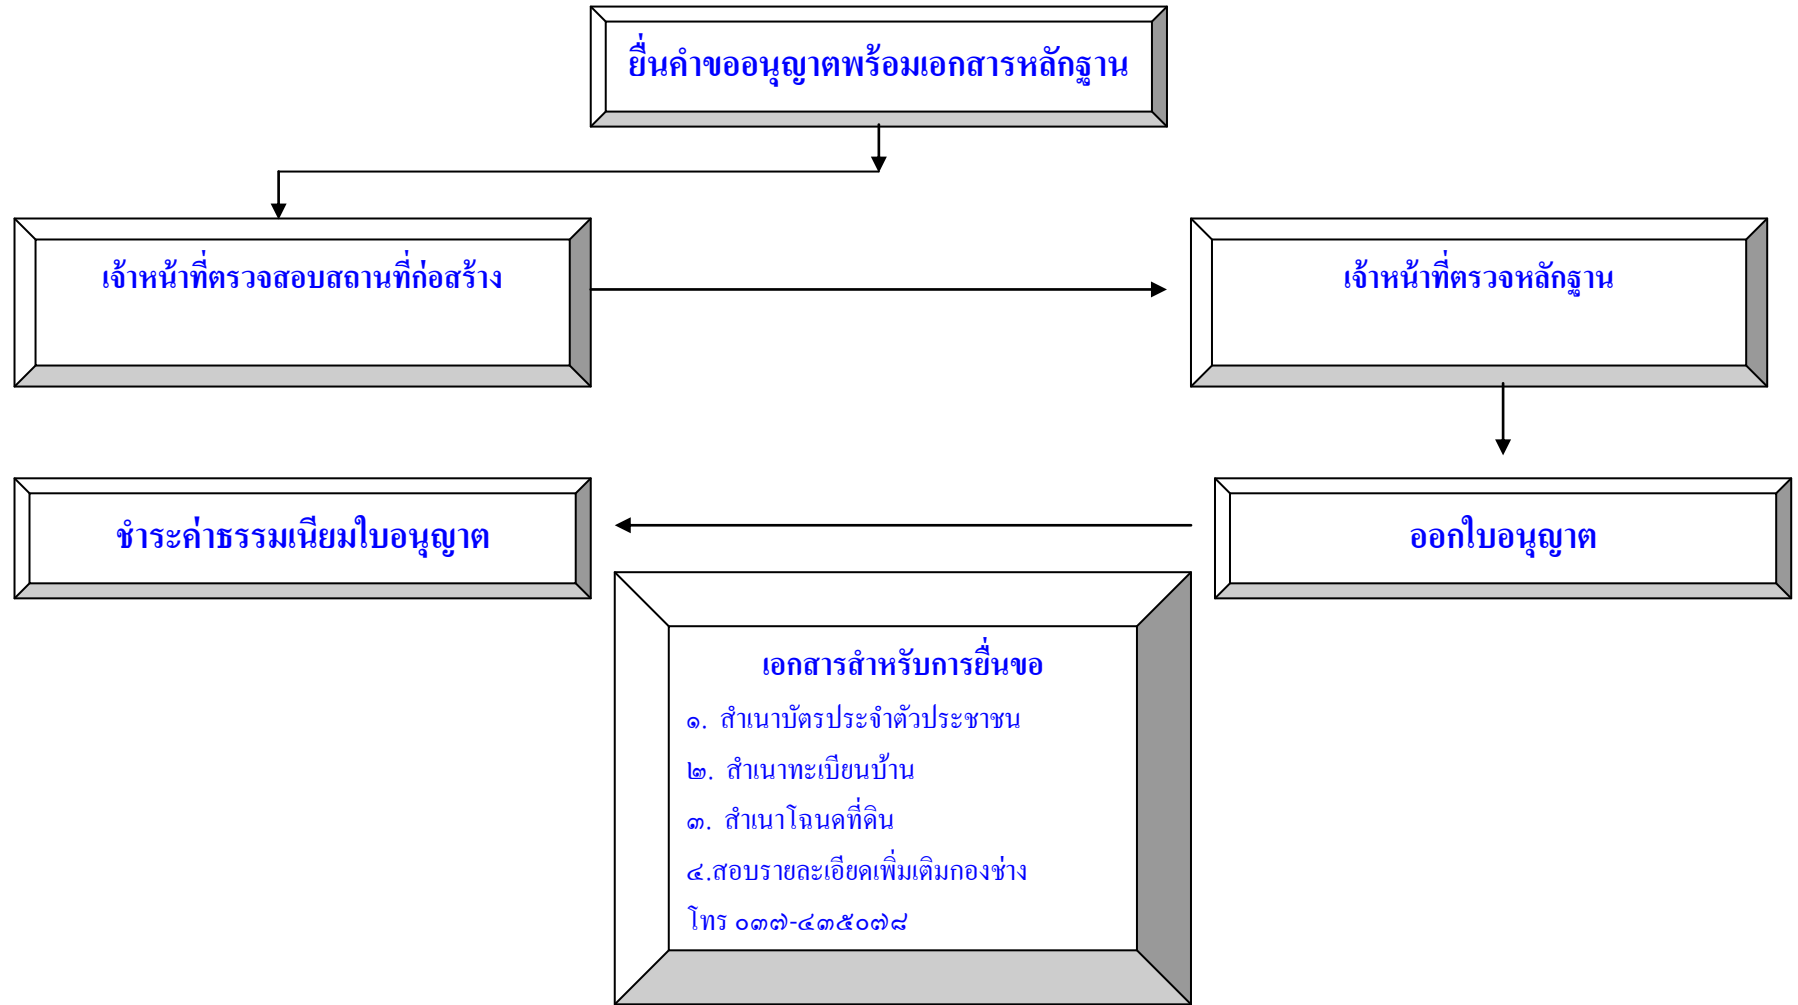 ยื่นคำขออนุญาตพร้อมเอกสารหลักฐาน
เจ้าหน้าที่ตรวจสอบสถานที่ก่อสร้าง
เจ้าหน้าที่ตรวจหลักฐาน
ชำระค่าธรรมเนียมใบอนุญาต
ออกใบอนุญาต
เอกสารสำหรับการยื่นขอ
๑. สำเนาบัตรประจำตัวประชาชน
๒. สำเนาทะเบียนบ้าน
๓. สำเนาโฉนดที่ดิน
๔.สอบรายละเอียดเพิ่มเติมกองช่าง
โทร ๐๓๗-๔๓๕๐๗๘